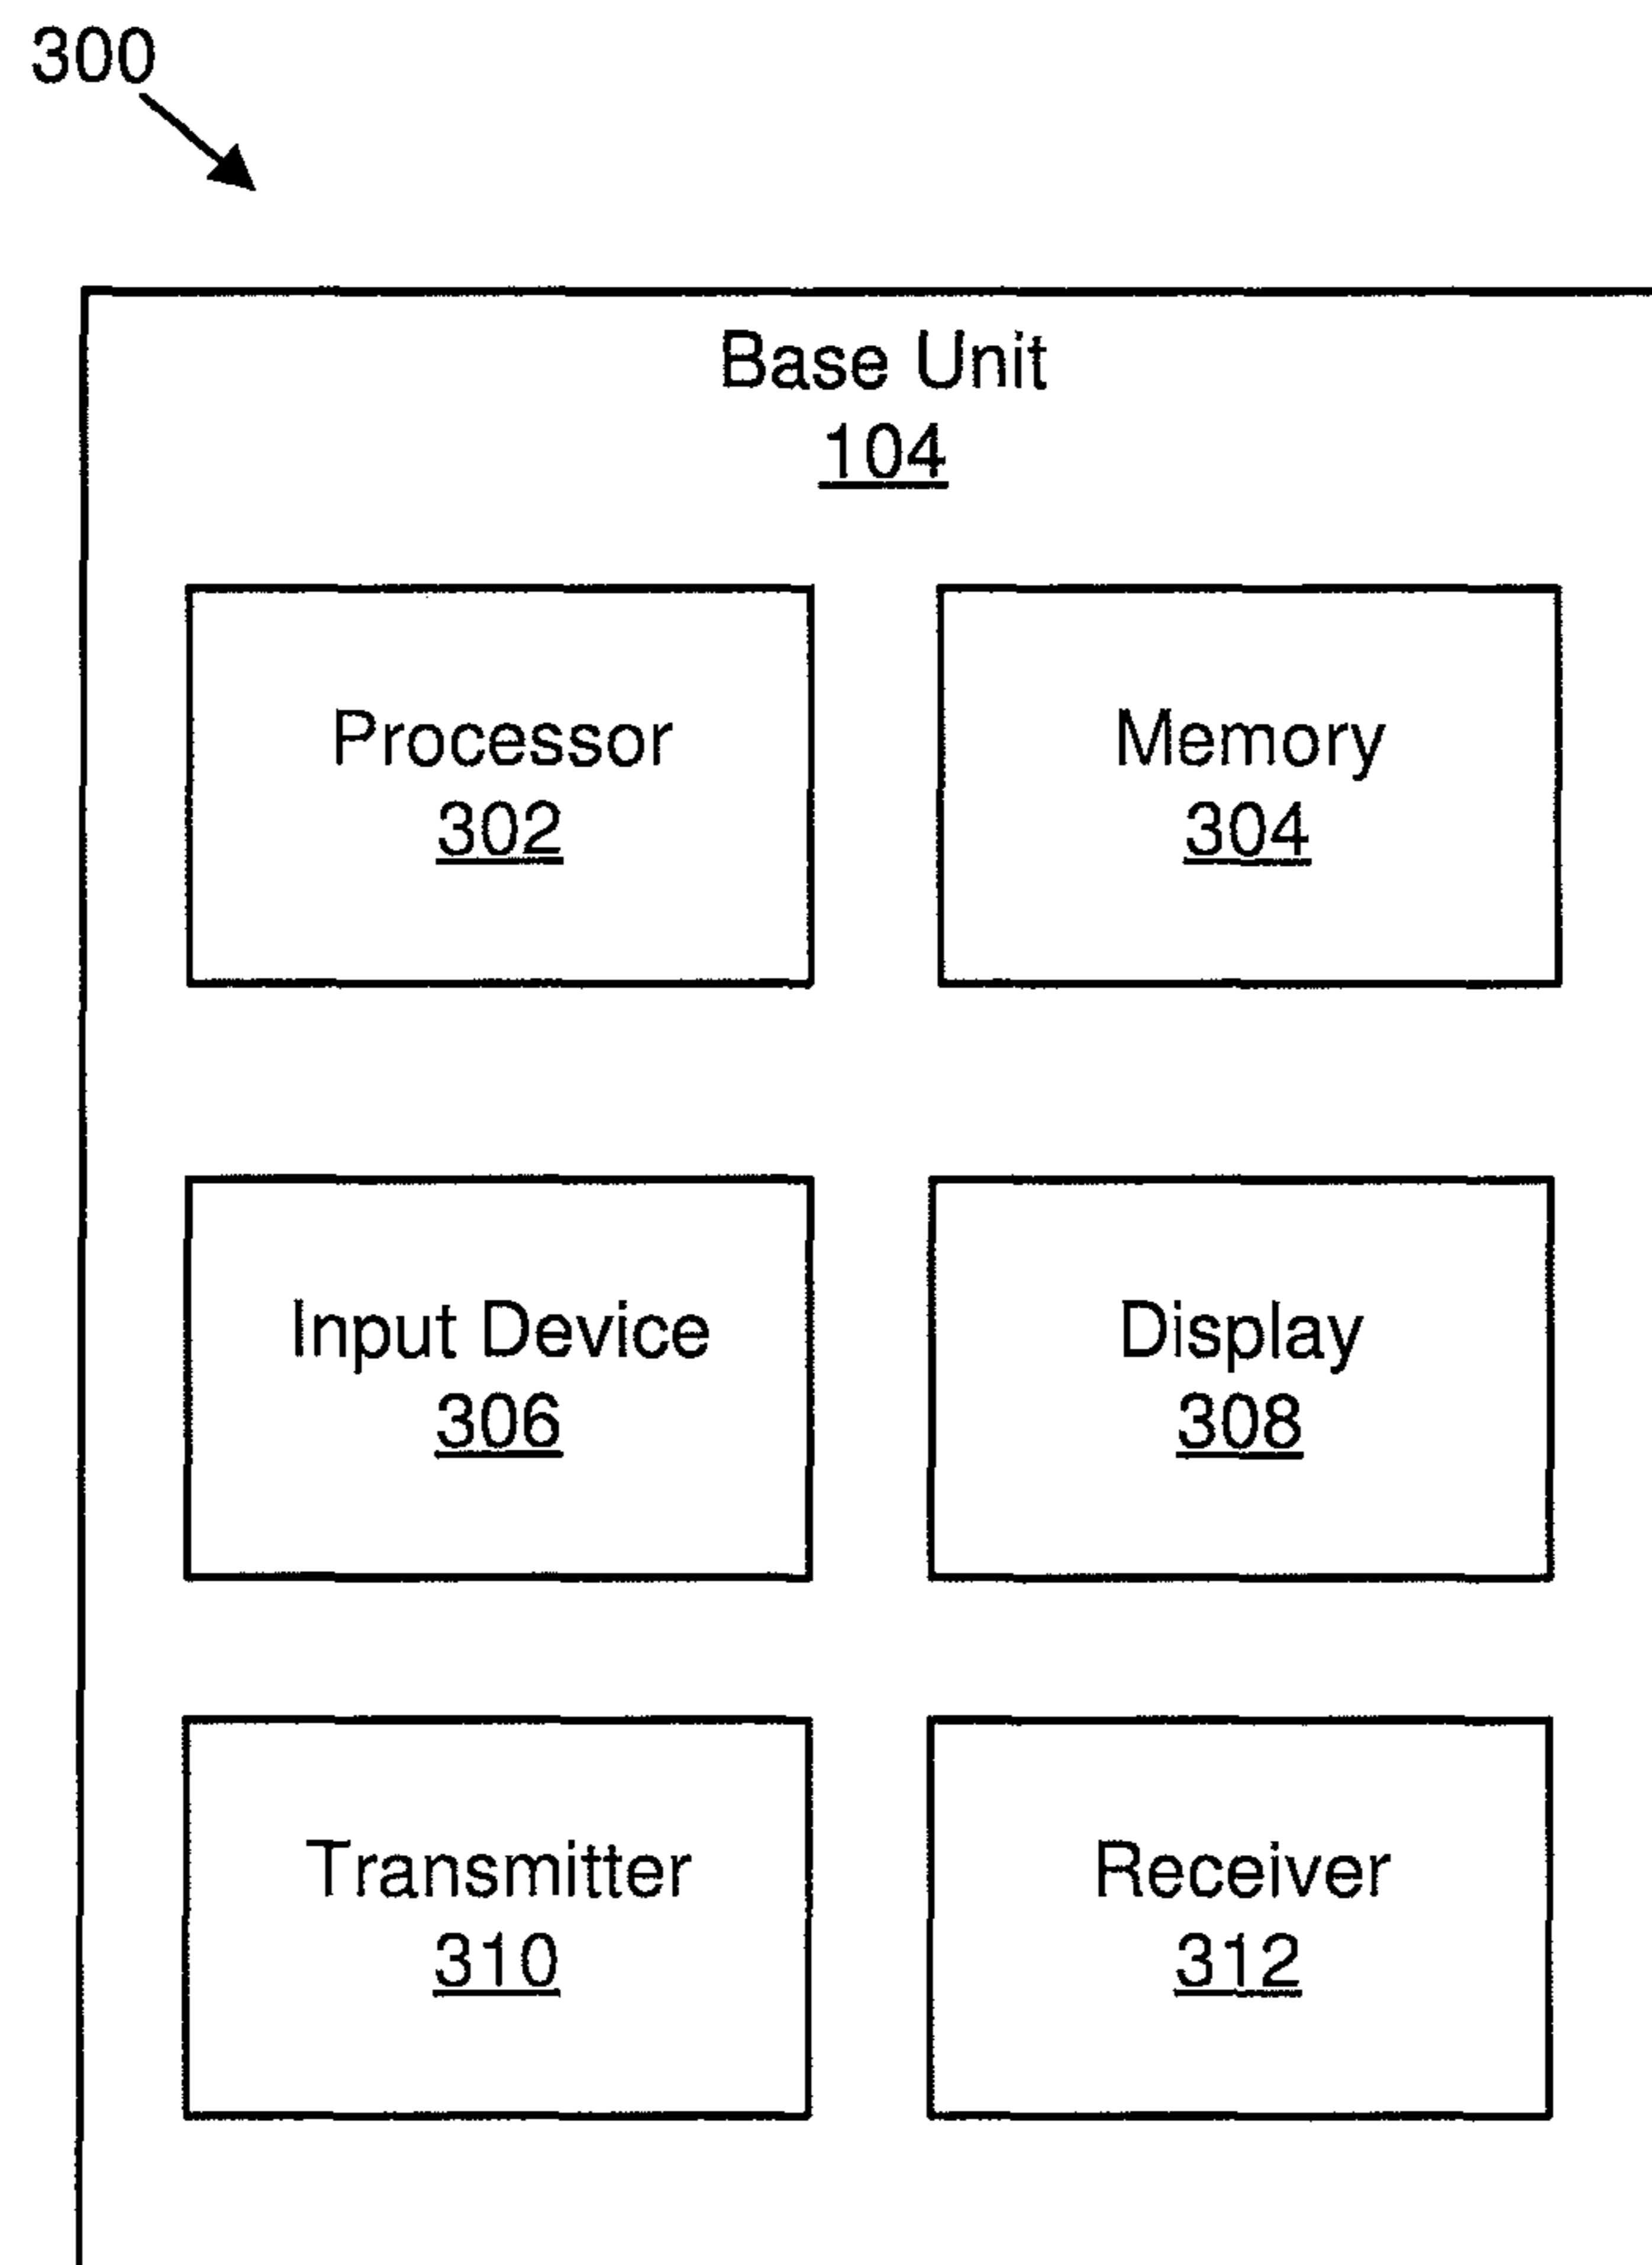 300
Base Unit
104
Processor
302
Memory
304
Input Device
306
Display
308
Transmitter
310
Receiver
312